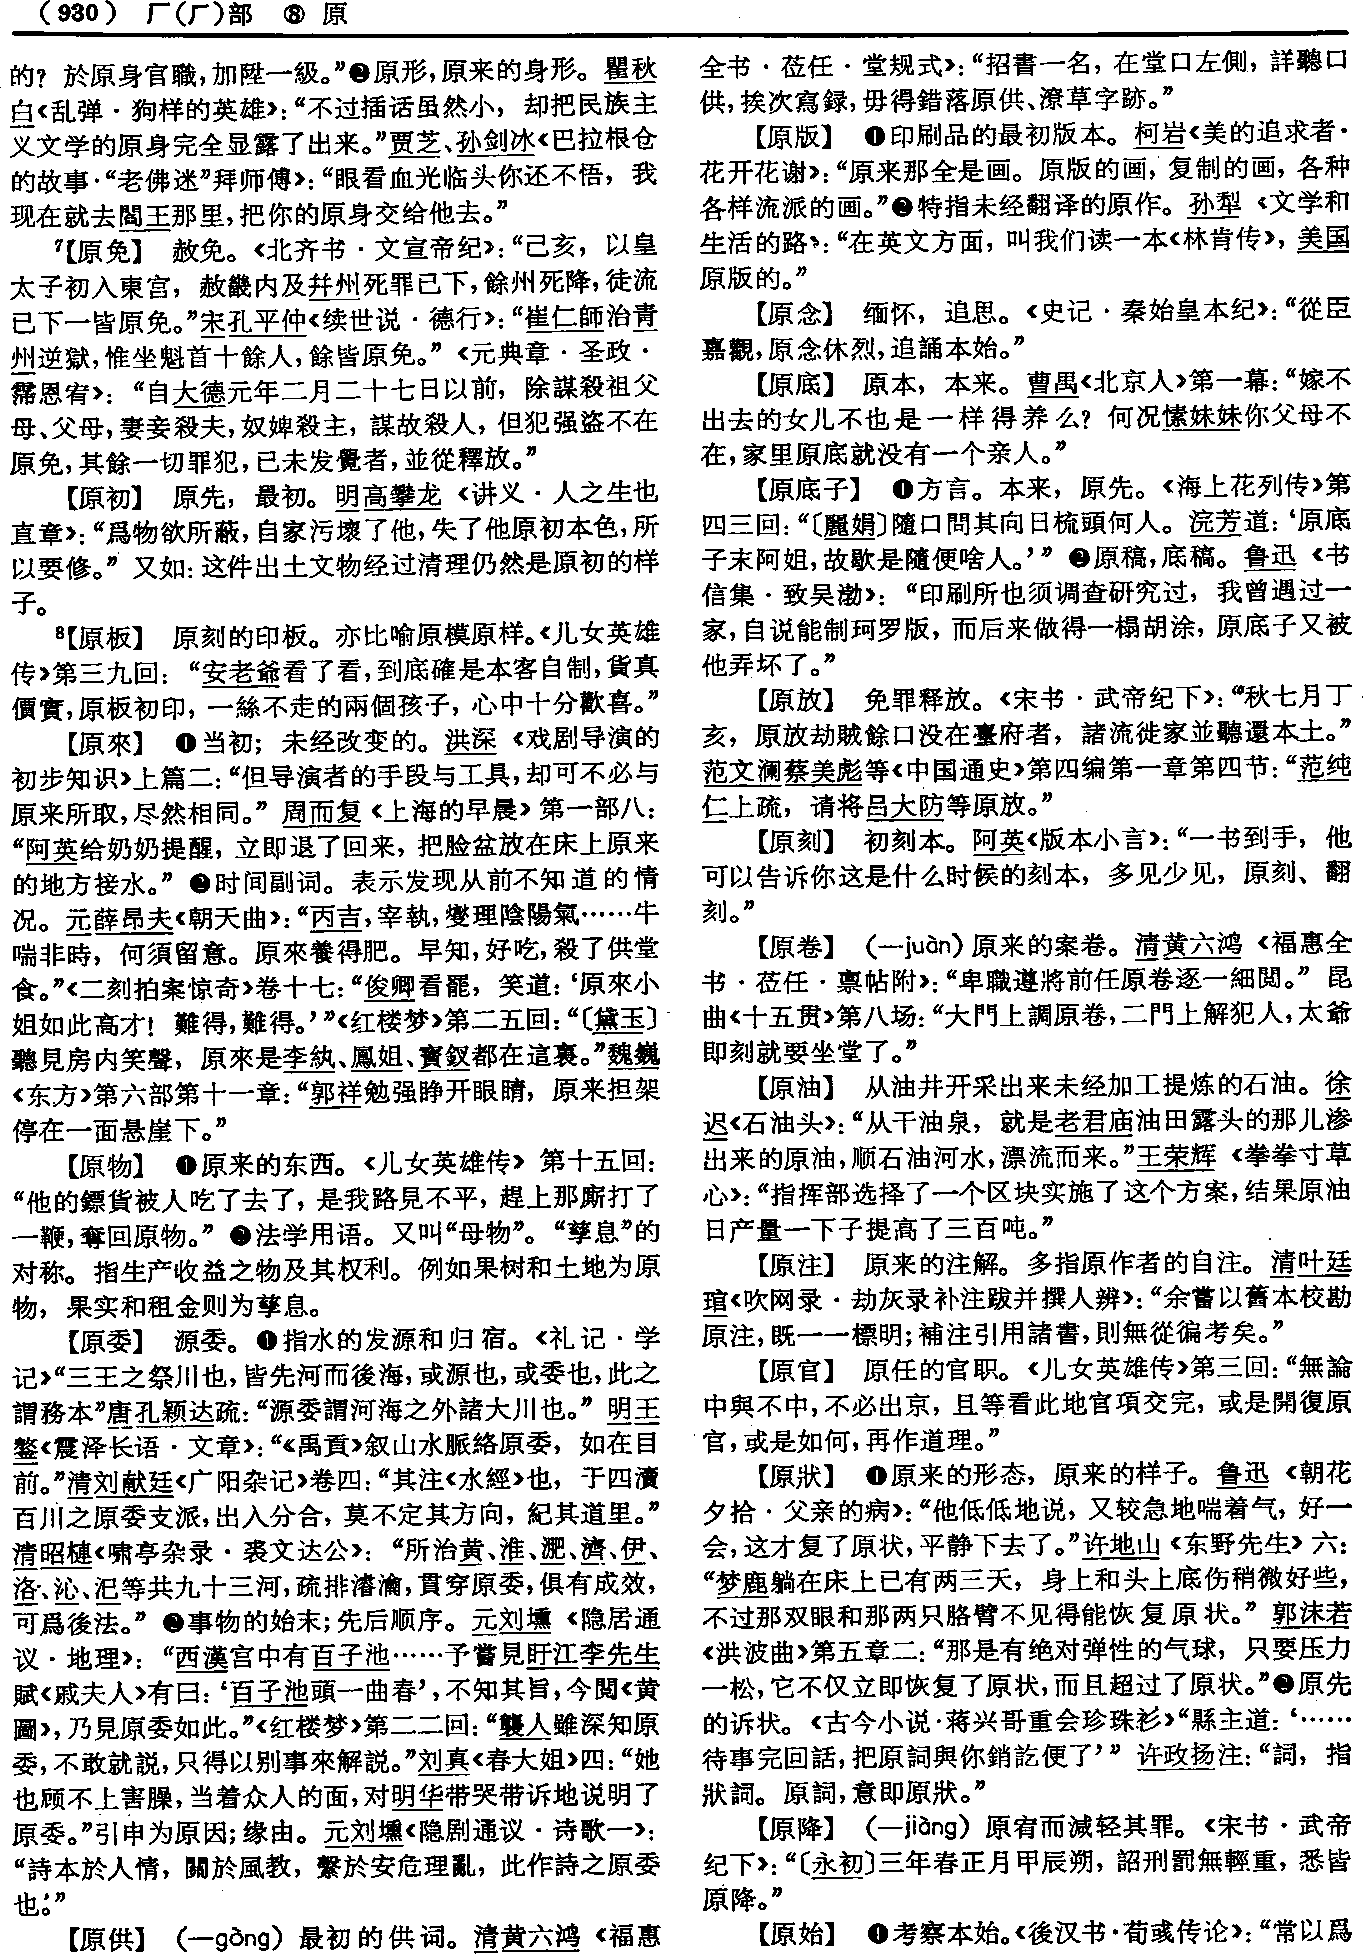 （930） 厂(⺁)部 ⑧ 原
的？於原身官職，加陞一級。”❷原形，原来的身形。瞿秋
白《乱弹·狗样的英雄》：“不过插话虽然小，却把民族主
义文学的原身完全显露了出来。”贾芝、孙剑冰《巴拉根仓
的故事·“老佛迷”拜师傅》：“眼看血光临头你还不悟，我
现在就去閻王那里，把你的原身交给他去。”
7【原免】 赦免。《北齐书·文宣帝纪》：“己亥，以皇
太子初入東宫，赦畿内及并州死罪已下，餘州死降，徒流
已下一皆原免。”宋孔平仲《续世说·德行》：“崔仁師治青
州逆獄，惟坐魁首十餘人，餘皆原免。”《元典章·圣政·
霈恩宥》：“自大德元年二月二十七日以前，除謀殺祖父
母、父母，妻妾殺夫，奴婢殺主，謀故殺人，但犯强盗不在
原免，其餘一切罪犯，已未发覺者，並從釋放。”
【原初】 原先，最初。明高攀龙《讲义·人之生也
直章》：“爲物欲所蔽，自家污壞了他，失了他原初本色，所
以要修。”又如：这件出土文物经过清理仍然是原初的样
子。
8【原板】 原刻的印板。亦比喻原模原样。《儿女英雄
传》第三九回：“安老爺看了看，到底確是本客自制，貨真
價實，原板初印，一絲不走的兩個孩子，心中十分歡喜。”
【原來】 ❶当初；未经改变的。洪深《戏剧导演的
初步知识》上篇二：“但导演者的手段与工具，却可不必与
原来所取，尽然相同。”周而复《上海的早晨》第一部八：
“阿英给奶奶提醒，立即退了回来，把脸盆放在床上原来
的地方接水。”❷时间副词。表示发现从前不知道的情
况。元薛昂夫《朝天曲》：“丙吉，宰執，燮理陰陽氣……牛
喘非時，何須留意。原來養得肥。早知，好吃，殺了供堂
食。”《二刻拍案惊奇》卷十七：“俊卿看罷，笑道：‘原來小
姐如此高才！難得，難得。’”《红楼梦》第二五回：“〔黛玉〕
聽見房内笑聲，原來是李紈、鳳姐、寳釵都在這裏。”魏巍
《东方》第六部第十一章：“郭祥勉强睁开眼睛，原来担架
停在一面悬崖下。”
【原物】 ❶原来的东西。《儿女英雄传》第十五回：
“他的鏢貨被人吃了去了，是我路見不平，趕上那廝打了
一鞭，奪回原物。”❷法学用语。又叫“母物”。“孳息”的
对称。指生产收益之物及其权利。例如果树和土地为原
物，果实和租金则为孳息。
【原委】 源委。❶指水的发源和归宿。《礼记·学
记》“三王之祭川也，皆先河而後海，或源也，或委也，此之
謂務本”唐孔颖达疏：“源委謂河海之外諸大川也。”明王
鏊《震泽长语·文章》：“《禹貢》叙山水脈絡原委，如在目
前。”清刘献廷《广阳杂记》卷四：“其注《水經》也，于四瀆
百川之原委支派，出入分合，莫不定其方向，紀其道里。”
清昭梿《啸亭杂录·裘文达公》：“所治黄、淮、淝、濟、伊、
洛、沁、汜等共九十三河，疏排濬瀹，貫穿原委，俱有成效，
可爲後法。”❷事物的始末；先后顺序。元刘壎《隐居通
议·地理》：“西漢宫中有百子池……予嘗見盱江李先生
賦《戚夫人》有曰：‘百子池頭一曲春’，不知其旨，今閲《黄
圖》，乃見原委如此。”《红楼梦》第二二回：“襲人雖深知原
委，不敢就説，只得以别事來解説。”刘真《春大姐》四：“她
也顾不上害臊，当着众人的面，对明华带哭带诉地说明了
原委。”引申为原因；缘由。元刘壎《隐剧通议·诗歌一》：
“詩本於人情，關於風教，繫於安危理亂，此作詩之原委
也。”
【原供】 （—gòng）最初的供词。清黄六鸿《福惠
全书·莅任·堂规式》：“招書一名，在堂口左側，詳聽口
供，挨次寫録，毋得錯落原供、潦草字跡。”
【原版】 ❶印刷品的最初版本。柯岩《美的追求者·
花开花谢》：“原来那全是画。原版的画，复制的画，各种
各样流派的画。”❷特指未经翻译的原作。孙犁《文学和
生活的路》：“在英文方面，叫我们读一本《林肯传》，美国
原版的。”
【原念】 缅怀，追思。《史记·秦始皇本纪》：“從臣
嘉觀，原念休烈，追誦本始。”
【原底】 原本，本来。曹禺《北京人》第一幕：“嫁不
出去的女儿不也是一样得养么？何况愫妹妹你父母不
在，家里原底就没有一个亲人。”
【原底子】 ❶方言。本来，原先。《海上花列传》第
四三回：“〔麗娟〕隨口問其向日梳頭何人。浣芳道：‘原底
子末阿姐，故歇是隨便啥人。’”❷原稿，底稿。鲁迅《书
信集·致吴渤》：“印刷所也须调查研究过，我曾遇过一
家，自说能制珂罗版，而后来做得一榻胡涂，原底子又被
他弄坏了。”
【原放】 免罪释放。《宋书·武帝纪下》：“秋七月丁
亥，原放劫賊餘口没在臺府者，諸流徙家並聽還本土。”
范文澜蔡美彪等《中国通史》第四编第一章第四节：“范纯
仁上疏，请将吕大防等原放。”
【原刻】 初刻本。阿英《版本小言》：“一书到手，他
可以告诉你这是什么时候的刻本，多见少见，原刻、翻
刻。”
【原卷】 （—juàn）原来的案卷。清黄六鸿《福惠全
书·莅任·禀帖附》：“卑職遵將前任原卷逐一細閲。”昆
曲《十五贯》第八场：“大門上調原卷，二門上解犯人，太爺
即刻就要坐堂了。”
【原油】 从油井开采出来未经加工提炼的石油。徐
迟《石油头》：“从干油泉，就是老君庙油田露头的那儿渗
出来的原油，顺石油河水，漂流而来。”王荣辉《拳拳寸草
心》：“指挥部选择了一个区块实施了这个方案，结果原油
日产量一下子提高了三百吨。”
【原注】 原来的注解。多指原作者的自注。清叶廷
琯《吹网录·劫灰录补注跋并撰人辨》：“余嘗以舊本校勘
原注，既一一標明；補注引用諸書，則無從徧考矣。”
【原官】 原任的官职。《儿女英雄传》第三回：“無論
中與不中，不必出京，且等看此地官項交完，或是開復原
官，或是如何，再作道理。”
【原狀】 ❶原来的形态，原来的样子。鲁迅《朝花
夕拾·父亲的病》：“他低低地说，又较急地喘着气，好一
会，这才复了原状，平静下去了。”许地山《东野先生》六：
“梦鹿躺在床上已有两三天，身上和头上底伤稍微好些，
不过那双眼和那两只胳臂不见得能恢复原状。”郭沫若
《洪波曲》第五章二：“那是有绝对弹性的气球，只要压力
一松，它不仅立即恢复了原状，而且超过了原状。”❷原先
的诉状。《古今小说·蒋兴哥重会珍珠衫》“縣主道：‘……
待事完回話，把原詞與你銷訖便了’”许政扬注：“詞，指
狀詞。原詞，意即原狀。”
【原降】 （—jiàng）原宥而减轻其罪。《宋书·武帝
纪下》：“〔永初〕三年春正月甲辰朔，詔刑罰無輕重，悉皆
原降。”
【原始】 ❶考察本始。《後汉书·荀彧传论》：“常以爲